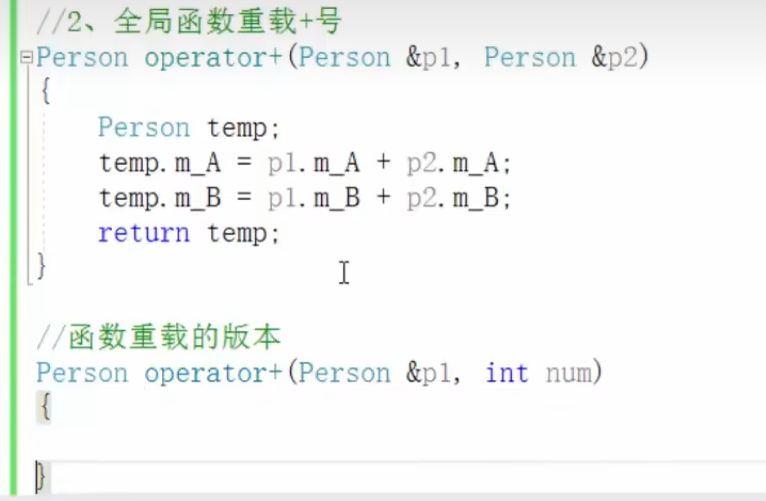 //2、全局函数重载+号
Person operator+(Person &p1, Person &p2)
{
    Person temp;
    temp.m_A = p1.m_A + p2.m_A;
    temp.m_B = p1.m_B + p2.m_B;
    return temp;
}
//函数重载的版本
Person operator+(Person &p1, int num)
{
}